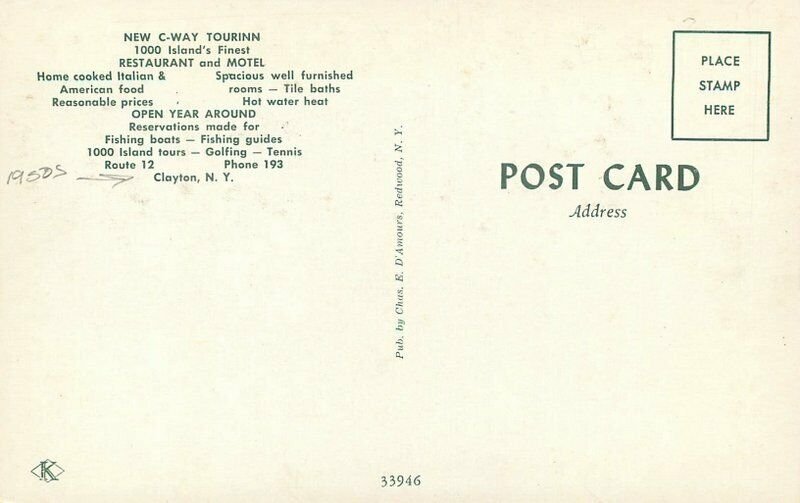 NEW C-WAY TOURINN
1000 Island's Finest
RESTAURANT and MOTEL
Home cooked Italian & Spacious well furnished
American food rooms — Tile baths
Reasonable prices Hot water heat
OPEN YEAR AROUND
Reservations made for
Fishing boats — Fishing guides
1000 Island tours — Golfing — Tennis
Route 12 Phone 193
Clayton, N. Y.
1950s
Pub. by Chas. E. D'Amours, Redwood, N. Y.
PLACE
STAMP
HERE
POST CARD
Address
K
33946